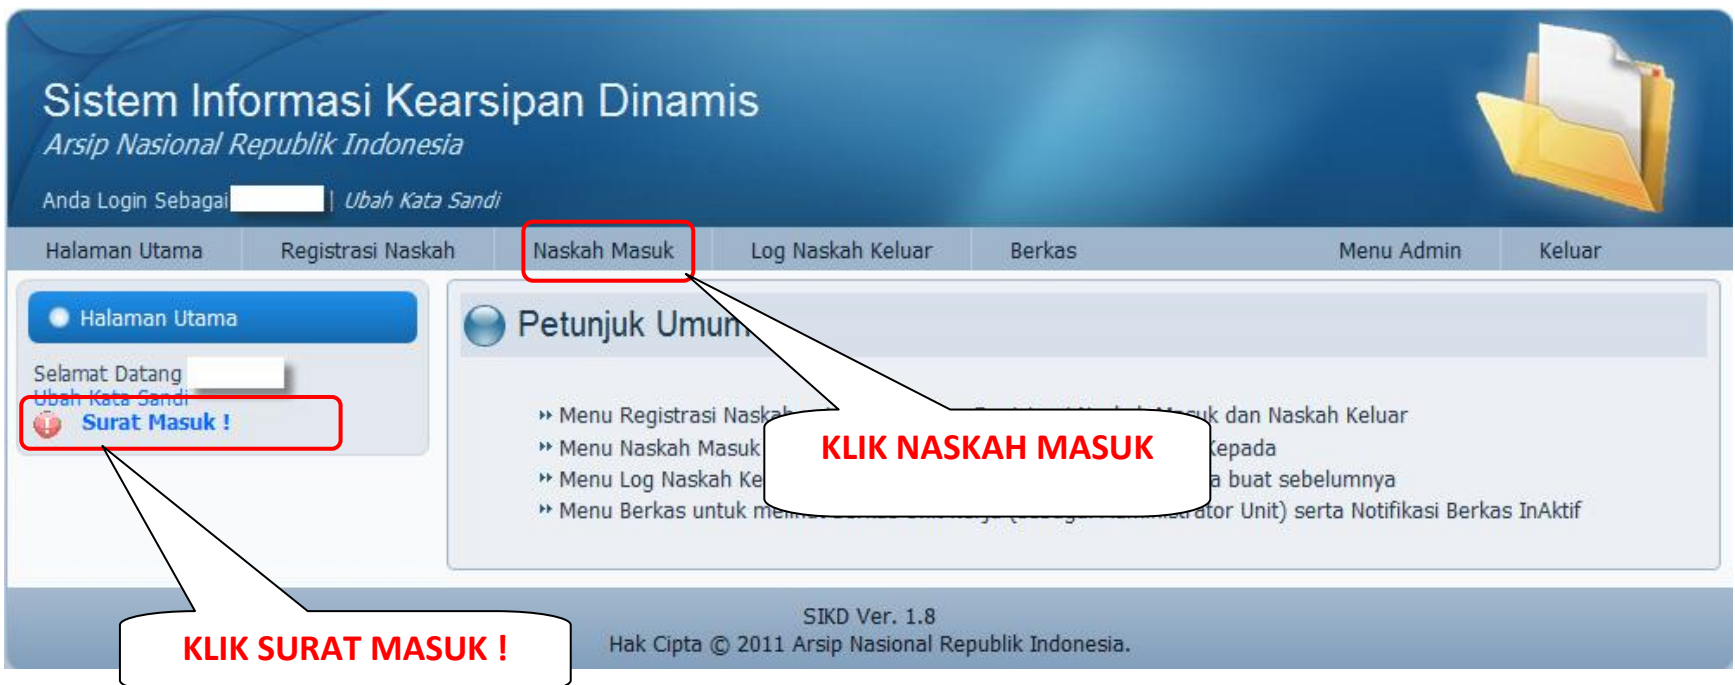 Sistem Informasi Kearsipan Dinamis
Arsip Nasional Republik Indonesia
Anda Login Sebagai | Ubah Kata Sandi
Halaman Utama Registrasi Naskah Naskah Masuk Log Naskah Keluar Berkas Menu Admin Keluar
Halaman Utama
Selamat Datang
Ubah Kata Sandi
Surat Masuk !
Petunjuk Umum
Menu Registrasi Naskah Masuk dan Naskah Keluar
Menu Naskah Masuk Kepada
Menu Log Naskah buat sebelumnya
Menu Berkas untuk Unit) serta Notifikasi Berkas InAktif
KLIK NASKAH MASUK
KLIK SURAT MASUK !
SIKD Ver. 1.8
Hak Cipta © 2011 Arsip Nasional Republik Indonesia.